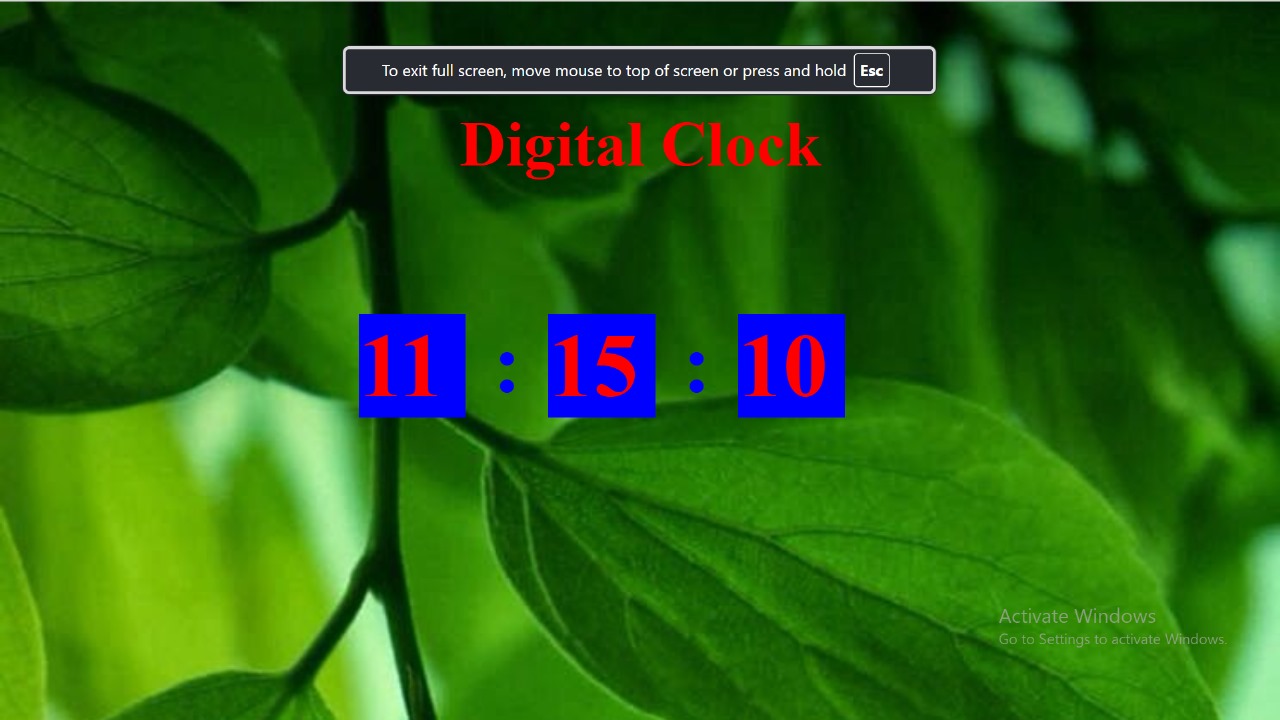 To exit full screen, move mouse to top of screen or press and hold Esc
Digital Clock
11 : 15 : 10
Activate Windows
Go to Settings to activate Windows.